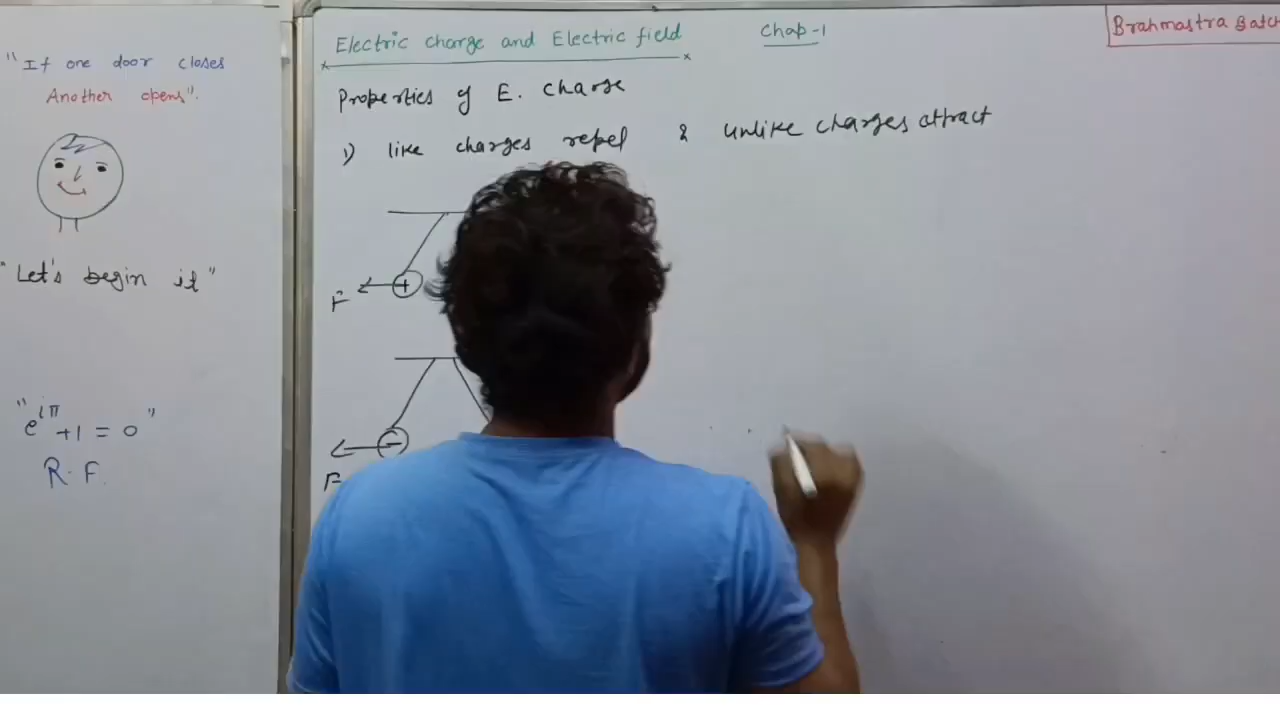 "If one door closes
Another opens".
"Let's begin it"
"e^iπ +1 = 0"
R. F.
Electric charge and Electric field
Chap-1
Brahmastra Batch
Properties of E. Charge
1) like charges repel & unlike charges attract
+
F
-
F